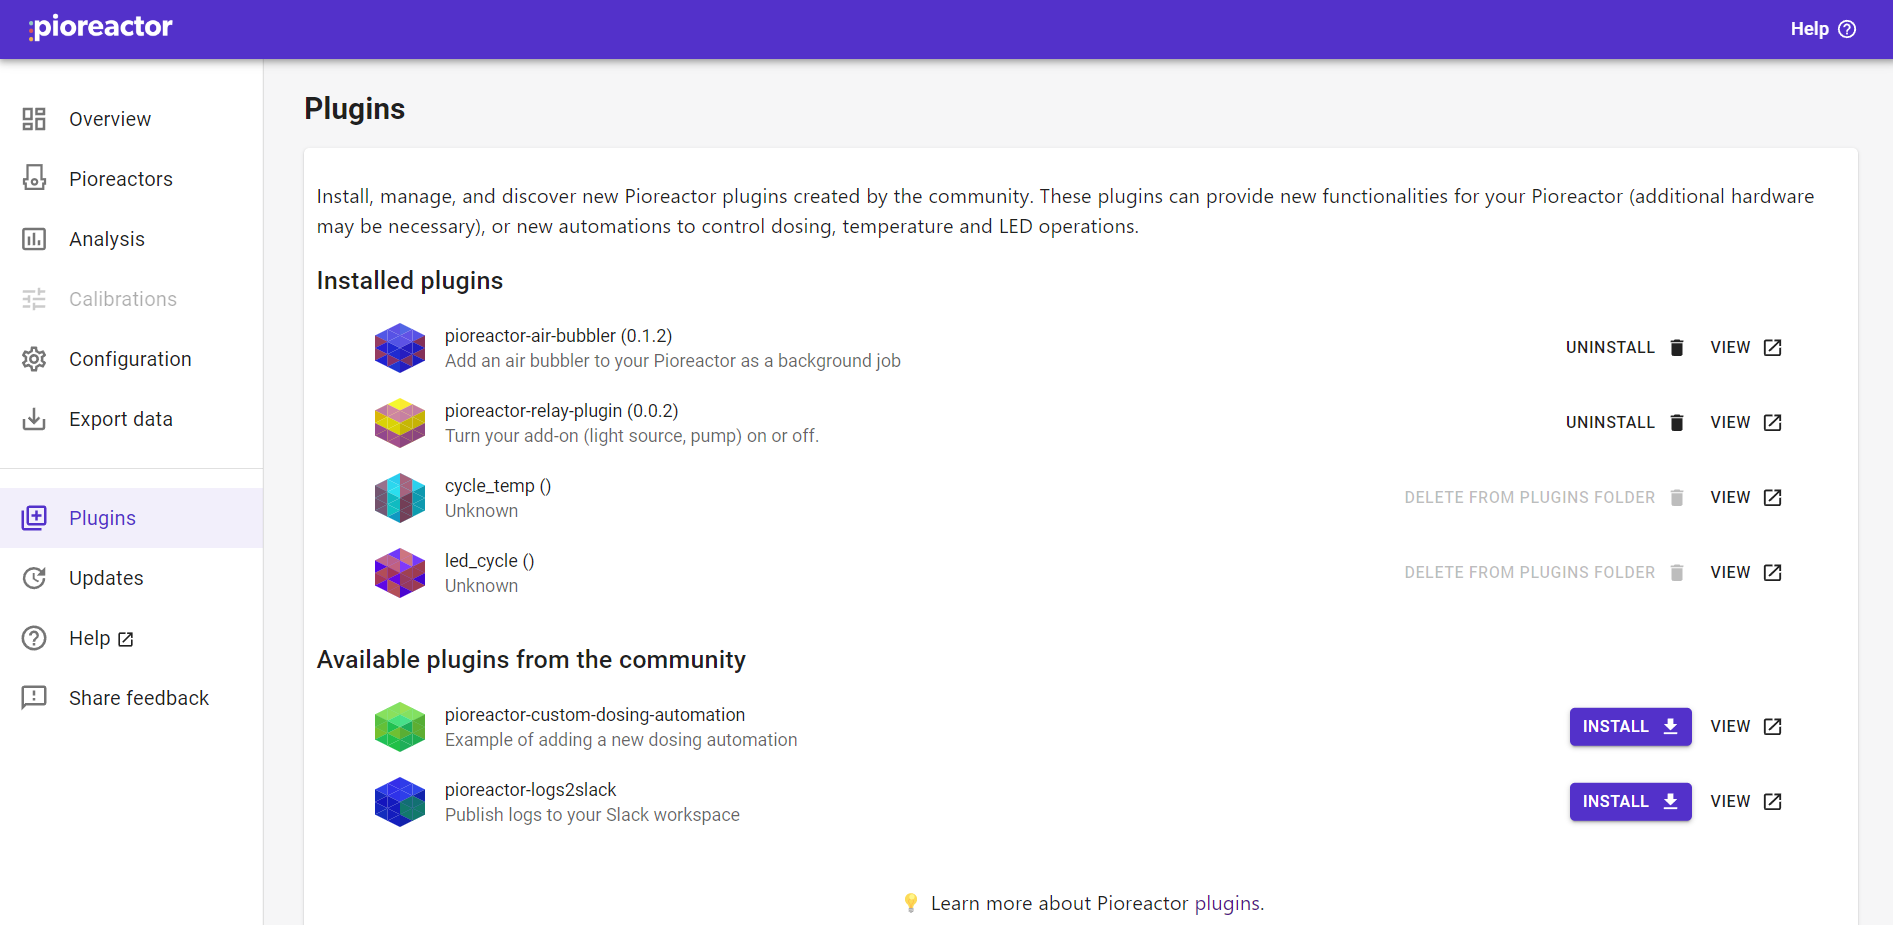 pioreactor
Help
Overview
Pioreactors
Analysis
Calibrations
Configuration
Export data
Plugins
Updates
Help
Share feedback
Plugins
Install, manage, and discover new Pioreactor plugins created by the community. These plugins can provide new functionalities for your Pioreactor (additional hardware
may be necessary), or new automations to control dosing, temperature and LED operations.
Installed plugins
pioreactor-air-bubbler (0.1.2)
Add an air bubbler to your Pioreactor as a background job
UNINSTALL VIEW
pioreactor-relay-plugin (0.0.2)
Turn your add-on (light source, pump) on or off.
UNINSTALL VIEW
cycle_temp ()
Unknown
DELETE FROM PLUGINS FOLDER VIEW
led_cycle ()
Unknown
DELETE FROM PLUGINS FOLDER VIEW
Available plugins from the community
pioreactor-custom-dosing-automation
Example of adding a new dosing automation
INSTALL VIEW
pioreactor-logs2slack
Publish logs to your Slack workspace
INSTALL VIEW
Learn more about Pioreactor plugins.